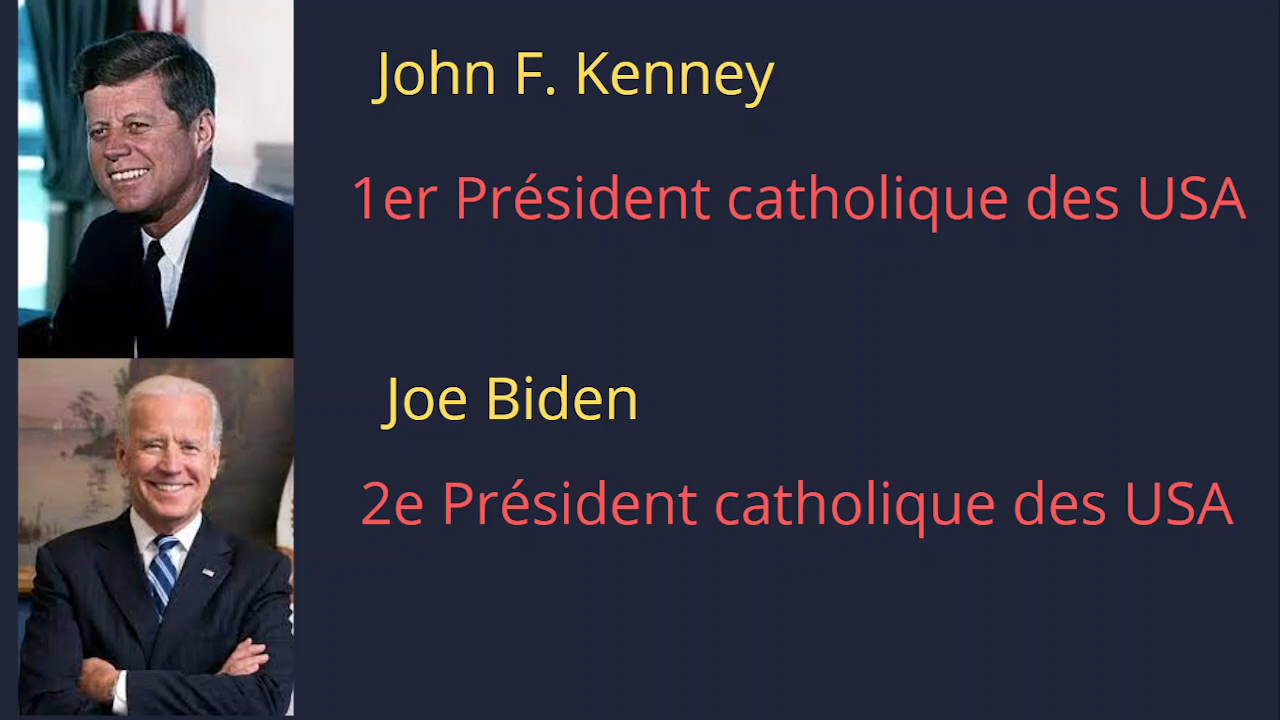 John F. Kenney
1er Président catholique des USA
Joe Biden
2e Président catholique des USA